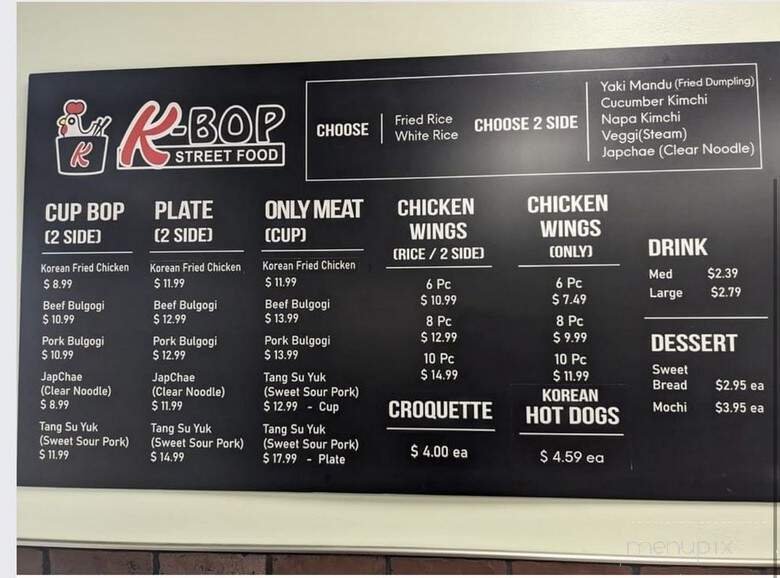 K
K-BOP
STREET FOOD
CHOOSE
Fried Rice
White Rice
CHOOSE 2 SIDE
Yaki Mandu (Fried Dumpling)
Cucumber Kimchi
Napa Kimchi
Veggi(Steam)
Japchae (Clear Noodle)
CUP BOP
(2 SIDE)
Korean Fried Chicken
$ 8.99
Beef Bulgogi
$ 10.99
Pork Bulgogi
$ 10.99
JapChae
(Clear Noodle)
$ 8.99
Tang Su Yuk
(Sweet Sour Pork)
$ 11.99
PLATE
(2 SIDE)
Korean Fried Chicken
$ 11.99
Beef Bulgogi
$ 12.99
Pork Bulgogi
$ 12.99
JapChae
(Clear Noodle)
$ 11.99
Tang Su Yuk
(Sweet Sour Pork)
$ 14.99
ONLY MEAT
(CUP)
Korean Fried Chicken
$ 11.99
Beef Bulgogi
$ 13.99
Pork Bulgogi
$ 13.99
Tang Su Yuk
(Sweet Sour Pork)
$ 12.99 - Cup
Tang Su Yuk
(Sweet Sour Pork)
$ 17.99 - Plate
CHICKEN
WINGS
(RICE / 2 SIDE)
6 Pc
$ 10.99
8 Pc
$ 12.99
10 Pc
$ 14.99
CROQUETTE
$ 4.00 ea
CHICKEN
WINGS
(ONLY)
6 Pc
$ 7.49
8 Pc
$ 9.99
10 Pc
$ 11.99
KOREAN
HOT DOGS
$ 4.59 ea
DRINK
Med $2.39
Large $2.79
DESSERT
Sweet
Bread $2.95 ea
Mochi $3.95 ea
menupix